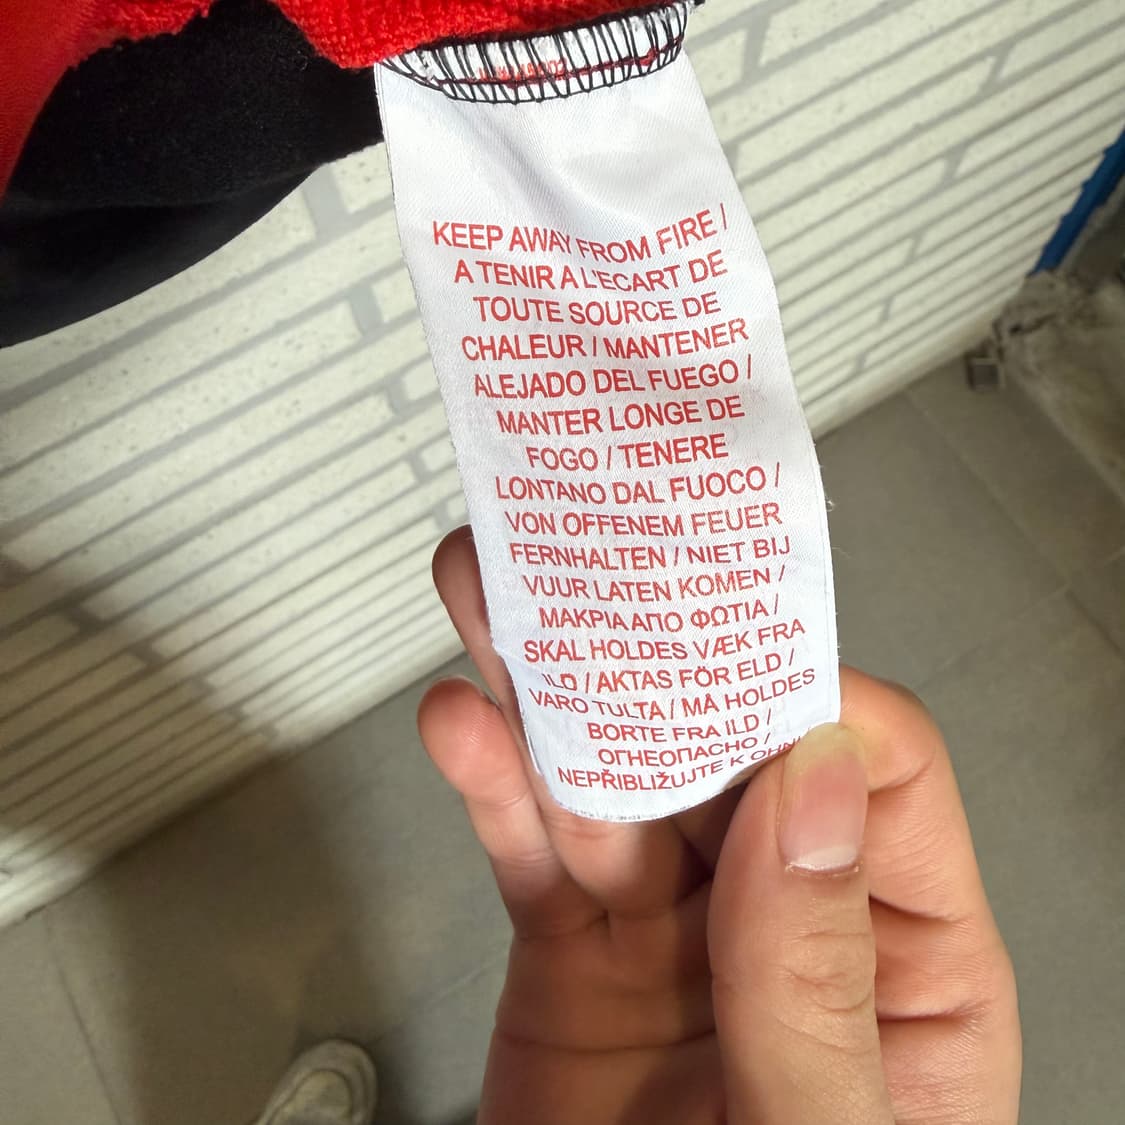 KEEP AWAY FROM FIRE /
A TENIR A L'ECART DE
TOUTE SOURCE DE
CHALEUR / MANTENER
ALEJADO DEL FUEGO /
MANTER LONGE DE
FOGO / TENERE
LONTANO DAL FUOCO /
VON OFFENEM FEUER
FERNHALTEN / NIET BIJ
VUUR LATEN KOMEN /
ΜΑΚΡΙΑ ΑΠΟ ΦΩΤΙΑ /
SKAL HOLDES VÆK FRA
ILD / AKTAS FÖR ELD /
VARO TULTA / MÅ HOLDES
BORTE FRA ILD /
ОГНЕОПАСНО /
NEPŘIBLIŽUJTE K